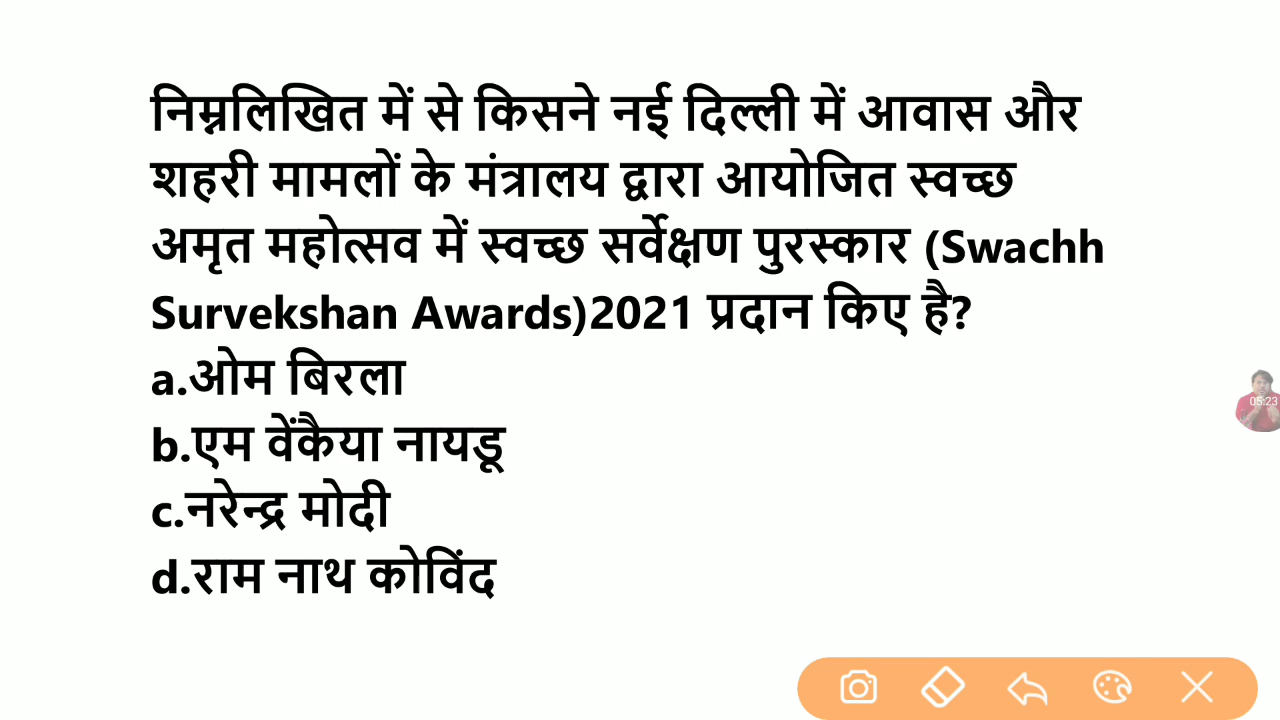 निम्नलिखित में से किसने नई दिल्ली में आवास और
शहरी मामलों के मंत्रालय द्वारा आयोजित स्वच्छ
अमृत महोत्सव में स्वच्छ सर्वेक्षण पुरस्कार (Swachh
Survekshan Awards)2021 प्रदान किए है?
a.ओम बिरला
b.एम वेंकैया नायडू
c.नरेन्द्र मोदी
d.राम नाथ कोविंद
05:23